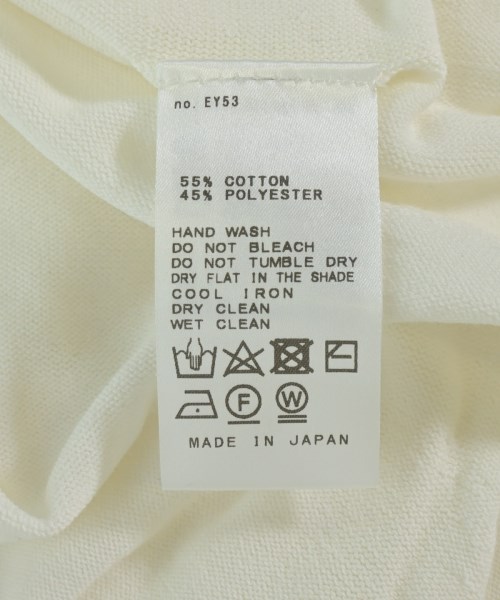 no. EY53
55% COTTON
45% POLYESTER
HAND WASH
DO NOT BLEACH
DO NOT TUMBLE DRY
DRY FLAT IN THE SHADE
COOL IRON
DRY CLEAN
WET CLEAN
F W
MADE IN JAPAN